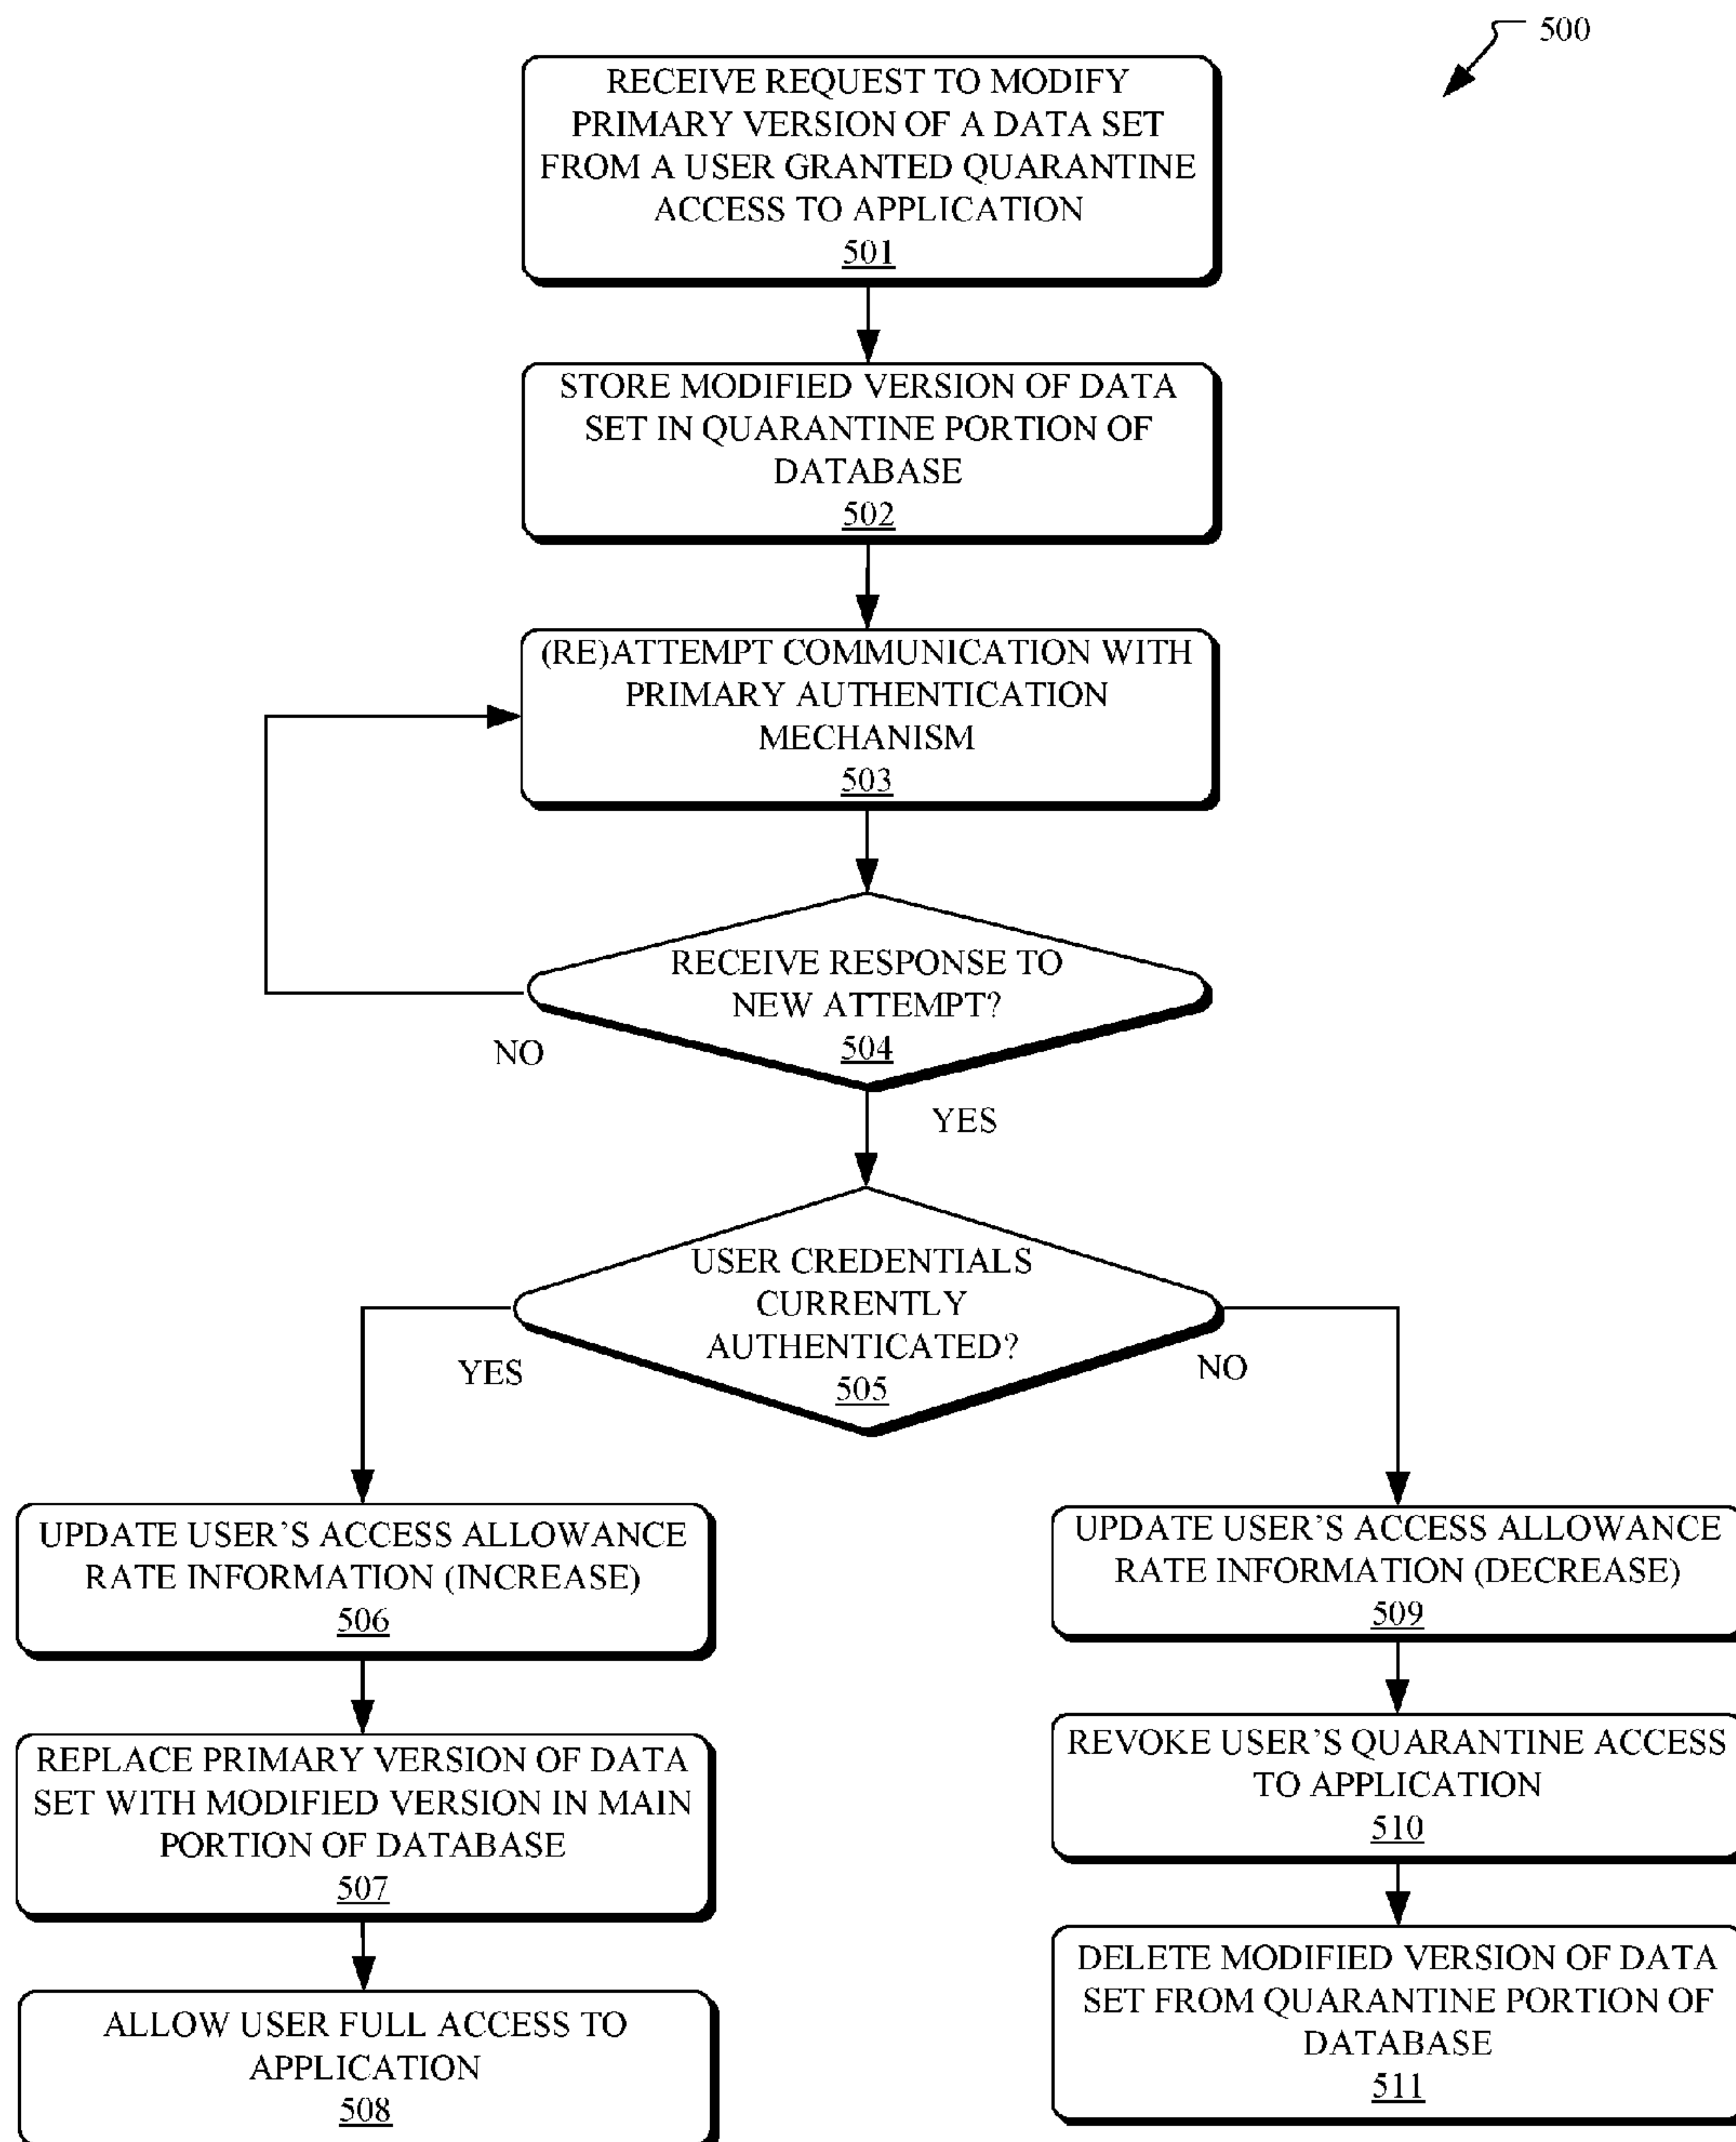 500
RECEIVE REQUEST TO MODIFY
PRIMARY VERSION OF A DATA SET
FROM A USER GRANTED QUARANTINE
ACCESS TO APPLICATION
501
STORE MODIFIED VERSION OF DATA
SET IN QUARANTINE PORTION OF
DATABASE
502
(RE)ATTEMPT COMMUNICATION WITH
PRIMARY AUTHENTICATION
MECHANISM
503
RECEIVE RESPONSE TO
NEW ATTEMPT?
504
NO
YES
USER CREDENTIALS
CURRENTLY
AUTHENTICATED?
505
YES
NO
UPDATE USER'S ACCESS ALLOWANCE
RATE INFORMATION (INCREASE)
506
REPLACE PRIMARY VERSION OF DATA
SET WITH MODIFIED VERSION IN MAIN
PORTION OF DATABASE
507
ALLOW USER FULL ACCESS TO
APPLICATION
508
UPDATE USER'S ACCESS ALLOWANCE
RATE INFORMATION (DECREASE)
509
REVOKE USER'S QUARANTINE ACCESS
TO APPLICATION
510
DELETE MODIFIED VERSION OF DATA
SET FROM QUARANTINE PORTION OF
DATABASE
511